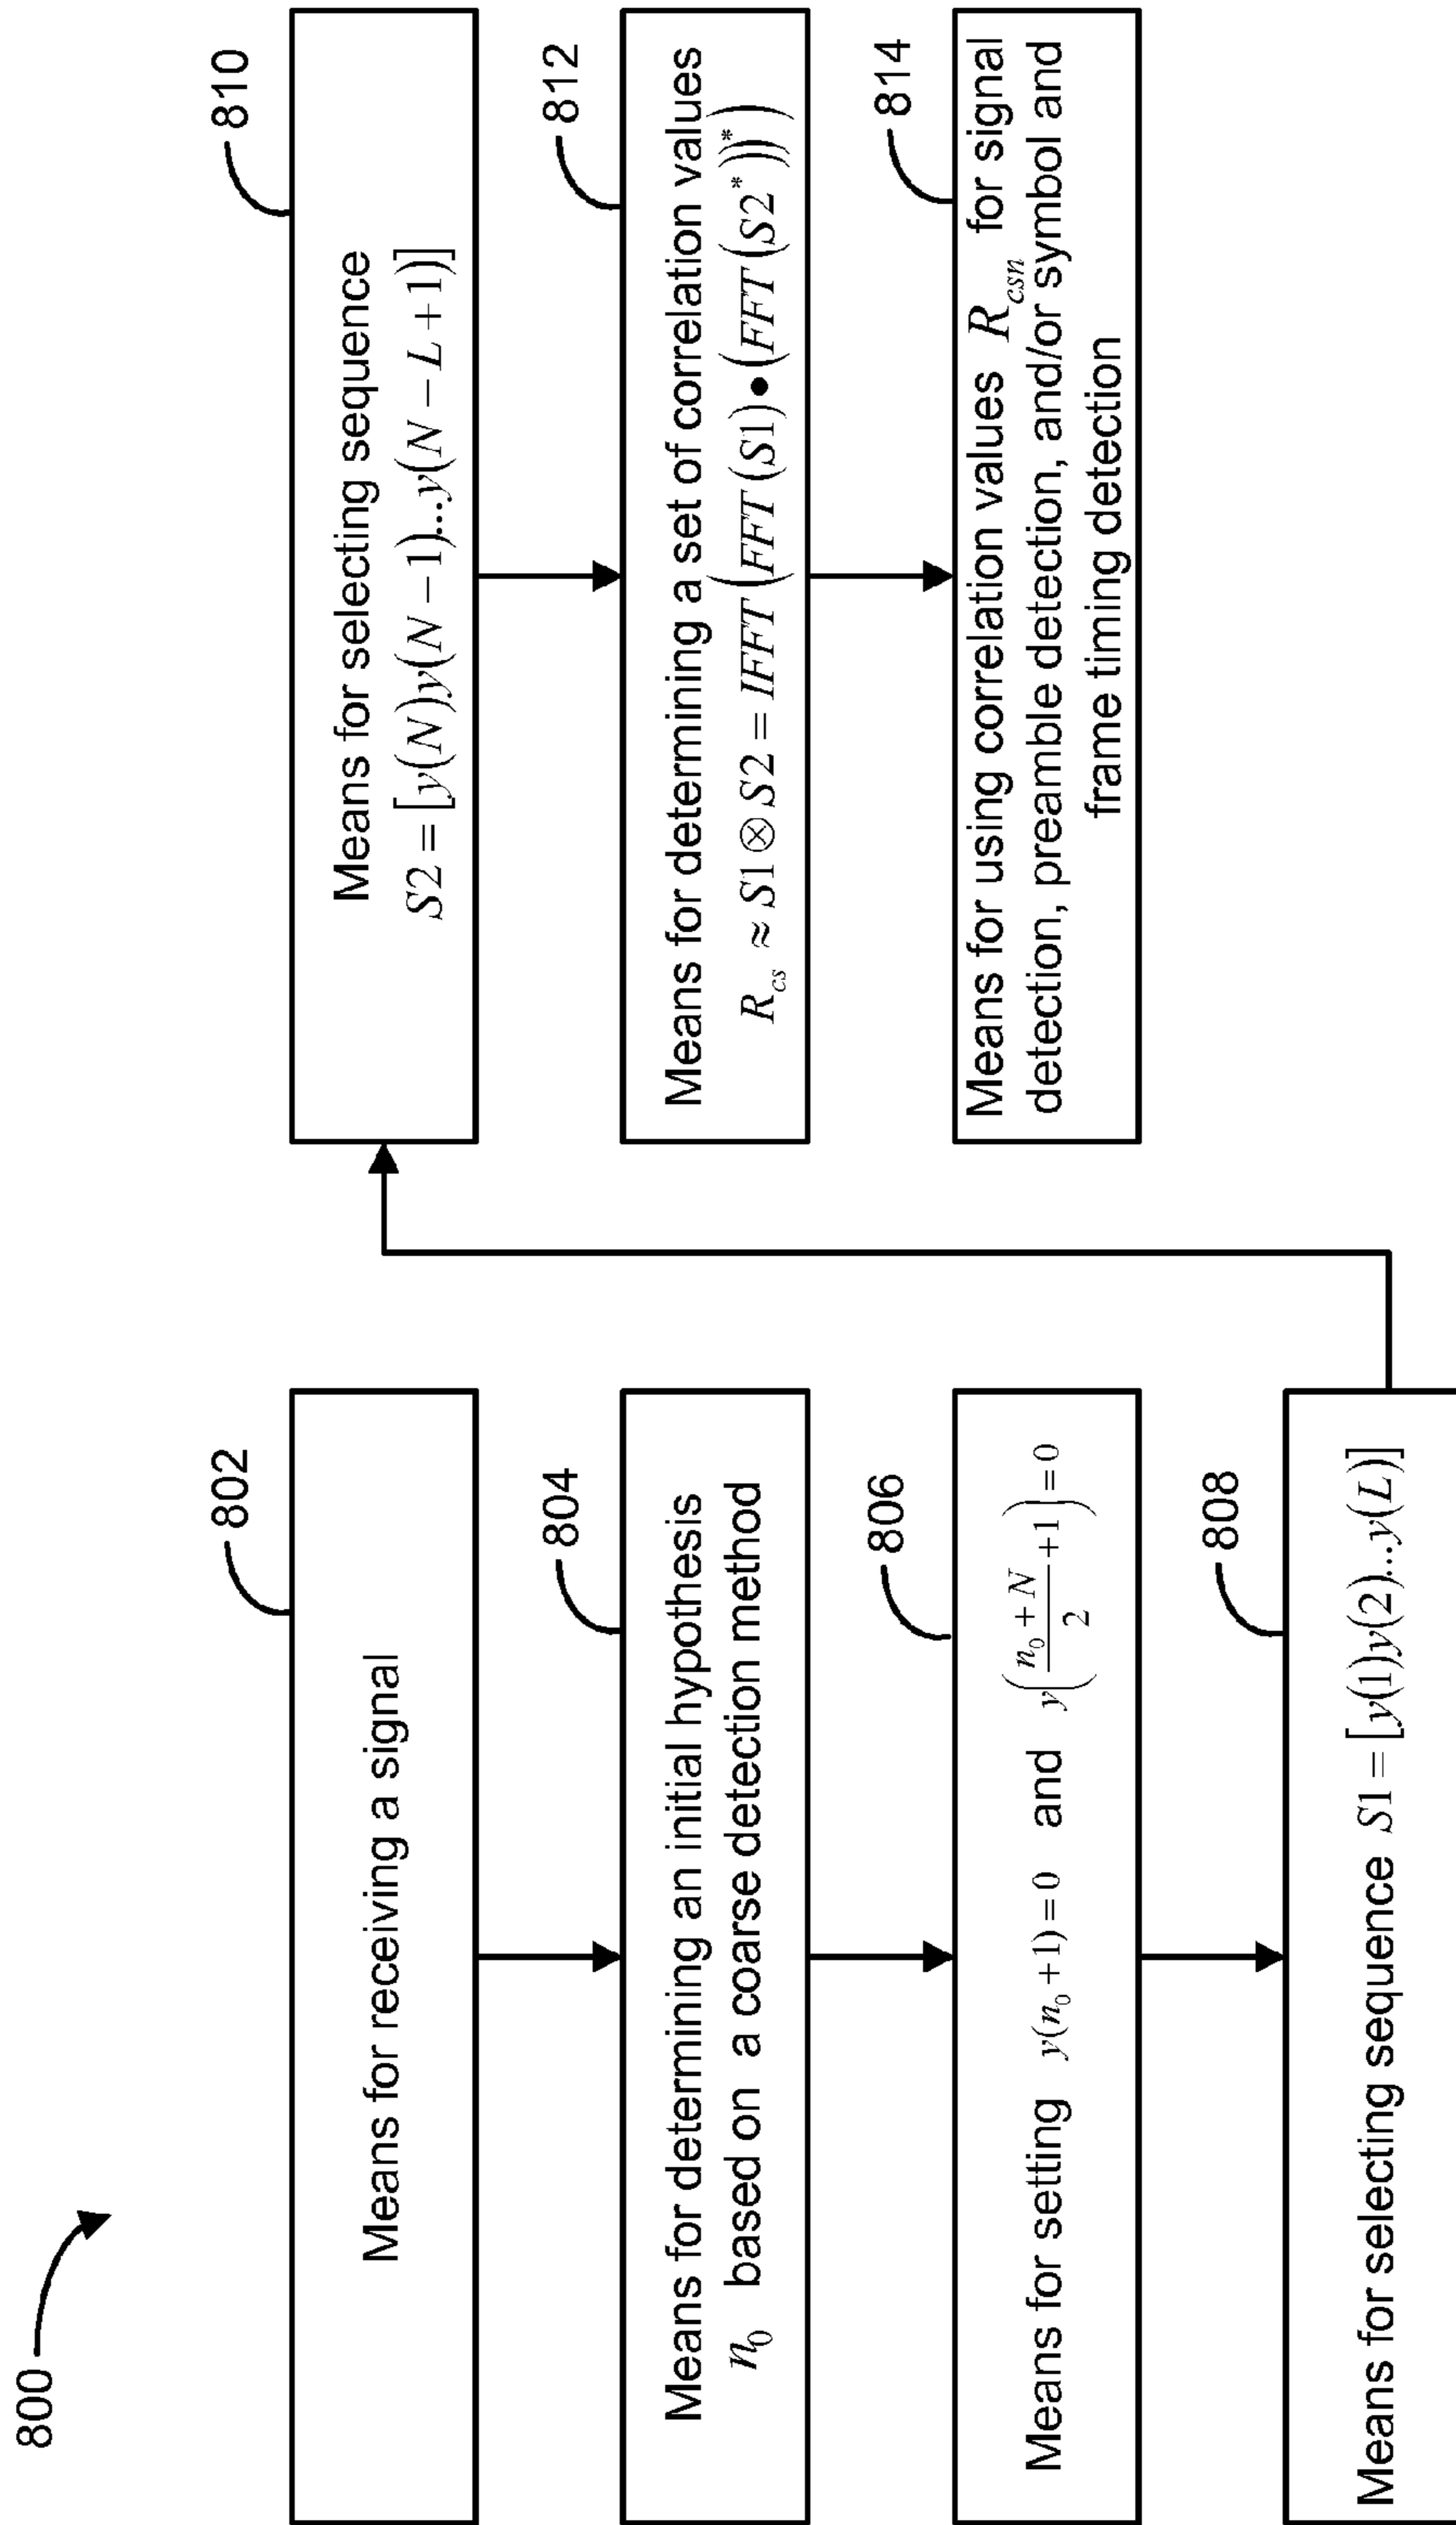 800
802
Means for receiving a signal
804
Means for determining an initial hypothesis
n₀ based on a coarse detection method
806
Means for setting y(n₀ + 1) = 0 and y((n₀ + N)/2 + 1) = 0
808
Means for selecting sequence S1 = [y(1)y(2)...y(L)]
810
Means for selecting sequence
S2 = [y(N)y(N − 1)...y(N − L + 1)]
812
Means for determining a set of correlation values
R_cs ≈ S1 ⊗ S2 = IFFT(FFT(S1) • (FFT(S2*))*)
814
Means for using correlation values R_csn for signal
detection, preamble detection, and/or symbol and
frame timing detection